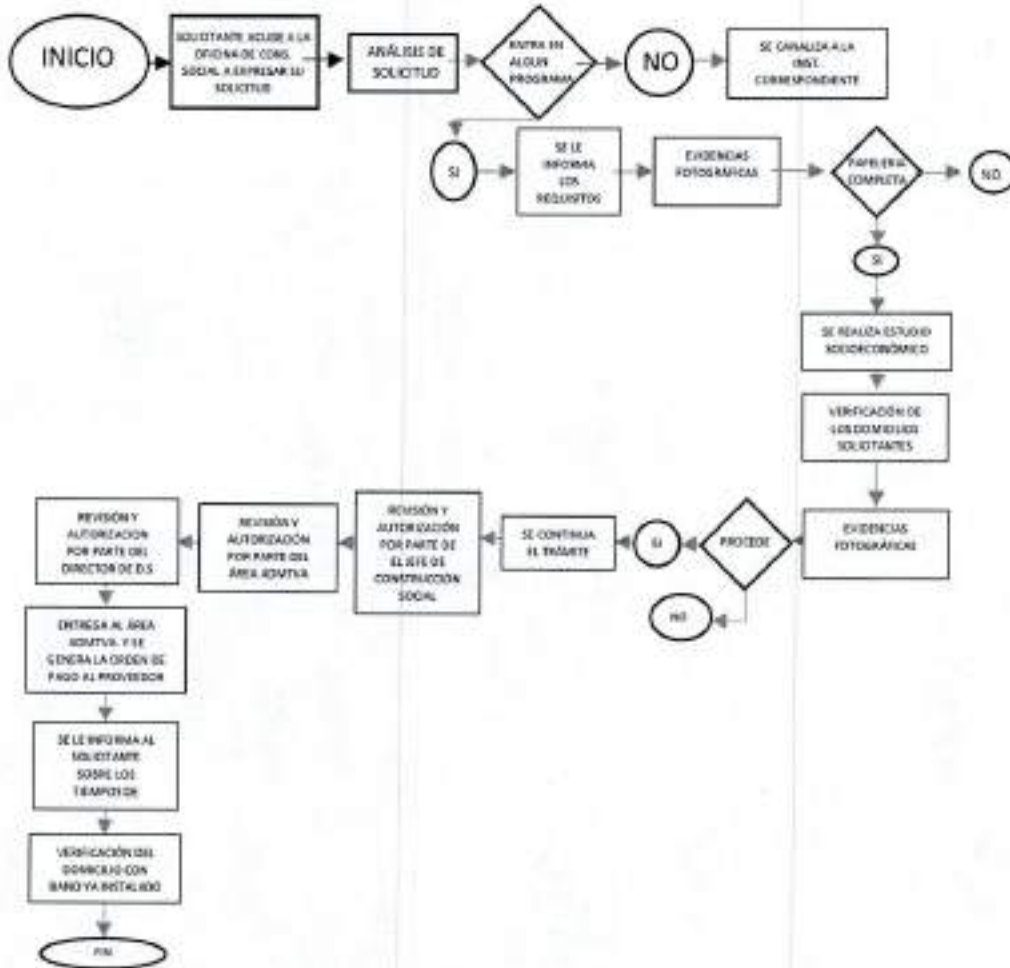 INICIO
SOLICITANTE ACUDE A LA
OFICINA DE CONS.
SOCIAL A EXPRESAR SU
SOLICITUD
ANÁLISIS DE
SOLICITUD
ENTRA EN
ALGUN
PROGRAMA
NO
SE CANALIZA A LA
INST.
CORRESPONDIENTE
SI
SE LE
INFORMA
LOS
REQUISITOS
EVIDENCIAS
FOTOGRÁFICAS
PAPELERIA
COMPLETA
NO
SI
SE REALIZA ESTUDIO
SOCIOECONÓMICO
VERIFICACIÓN DE
LOS DOMICILIOS
SOLICITANTES
EVIDENCIAS
FOTOGRÁFICAS
PROCEDE
SI
NO
SE CONTINUA
EL TRÁMITE
REVISIÓN Y
AUTORIZACIÓN
POR PARTE DE
EL JEFE DE
CONSTRUCCIÓN
SOCIAL
REVISIÓN Y
AUTORIZACIÓN
POR PARTE DEL
ÁREA ADMTVA
REVISIÓN Y
AUTORIZACION
POR PARTE DEL
DIRECTOR DE D.S.
ENTREGA AL ÁREA
ADMTVA. Y SE
GENERA LA ORDEN DE
PAGO AL PROVEEDOR
SE LE INFORMA AL
SOLICITANTE
SOBRE LOS
TIEMPOS DE
VERIFICACIÓN DEL
DOMICILIO CON
BAÑO YA INSTALADO
FIN